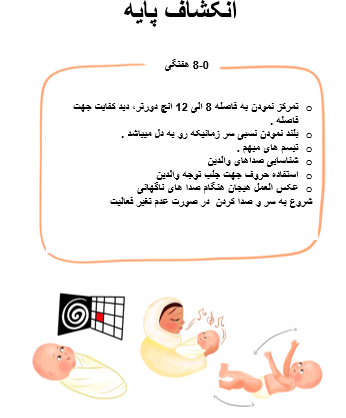 انکشاف پایه
0-8 هفتگی
o تمرکز نمودن به فاصله 8 الی 12 انچ دورتر، دید کفایت جهت
فاصله .
o بلند نمودن نسبی سر زمانیکه رو به دل میباشد .
o تبسم های مبهم .
o شناسایی صداهای والدین
o استفاده حروف جهت جلب توجه والدین
o عکس العمل هیجان هنگام صدا های ناگهانی
شروع به سر و صدا کردن در صورت عدم تغیر فعالیت